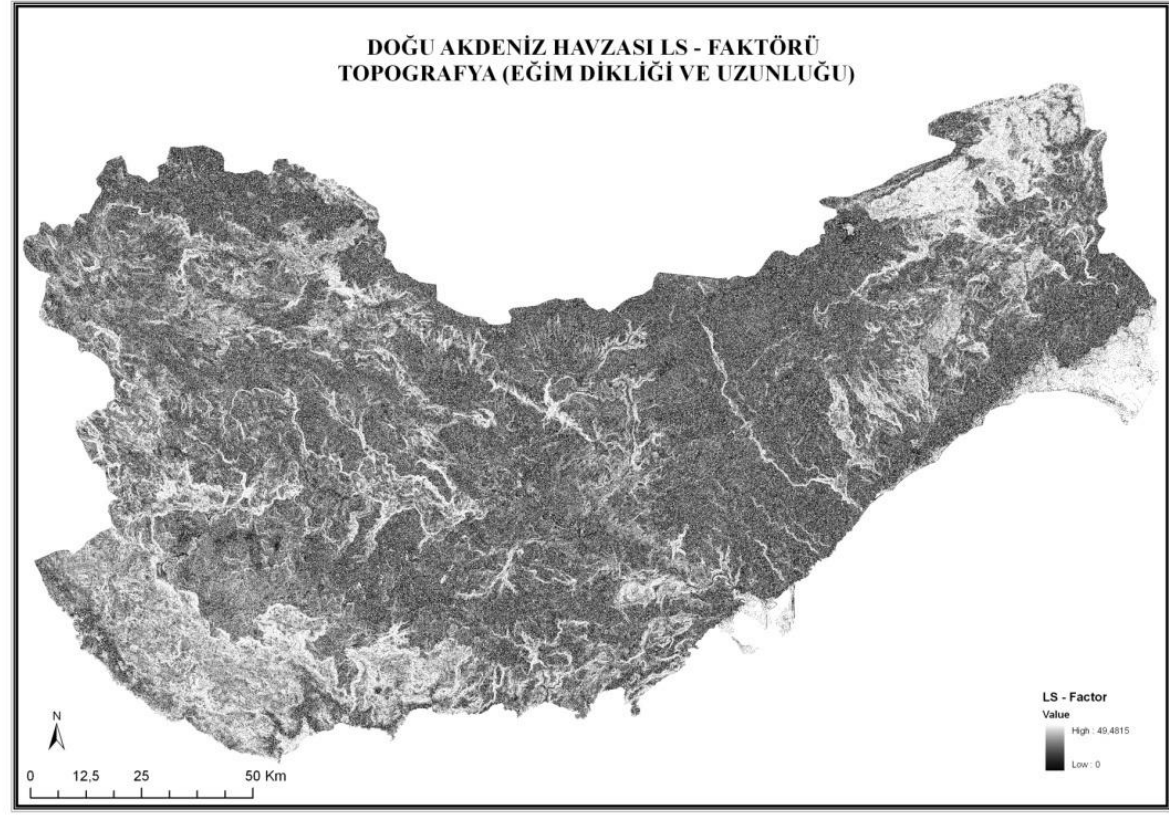 DOĞU AKDENİZ HAVZASI LS - FAKTÖRÜ
TOPOGRAFYA (EĞİM DİKLİĞİ VE UZUNLUĞU)
LS - Factor
Value
High : 49,4815
Low : 0
N
0 12,5 25 50 Km